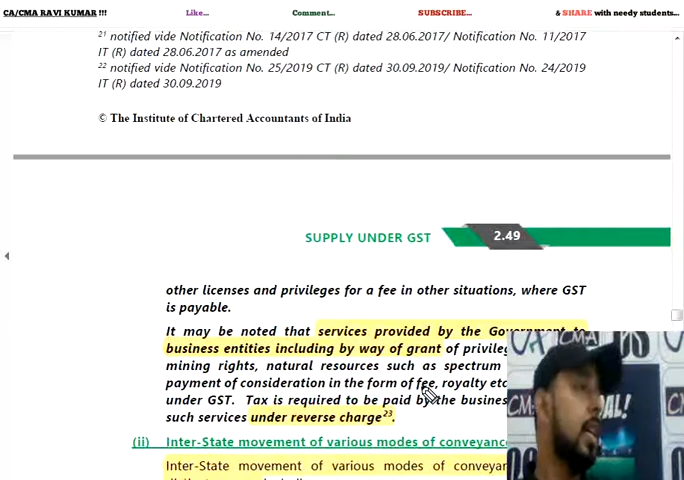 CA/CMA RAVI KUMAR !!! Like... Comment... SUBSCRIBE... & SHARE with needy students...
21 notified vide Notification No. 14/2017 CT (R) dated 28.06.2017/ Notification No. 11/2017
IT (R) dated 28.06.2017 as amended
22 notified vide Notification No. 25/2019 CT (R) dated 30.09.2019/ Notification No. 24/2019
IT (R) dated 30.09.2019
© The Institute of Chartered Accountants of India
SUPPLY UNDER GST 2.49
other licenses and privileges for a fee in other situations, where GST
is payable.
It may be noted that services provided by the Government to
business entities including by way of grant of
mining rights, natural resources such as spectrum
payment of consideration in the form of fee, royalty
under GST. Tax is required to be paid by the
such services under reverse charge23.
(ii) Inter-State movement of various modes of
Inter-State movement of various modes of
CMA